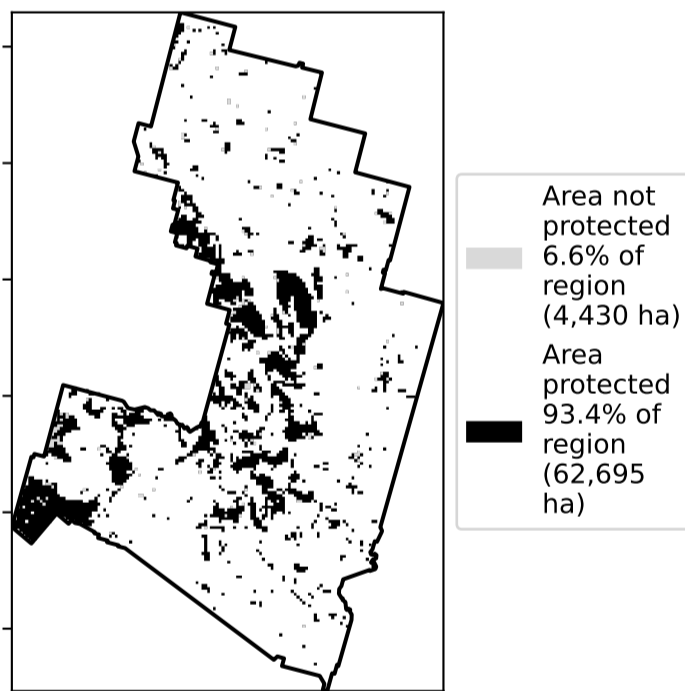 Area not
protected
6.6% of
region
(4,430 ha)
Area
protected
93.4% of
region
(62,695
ha)